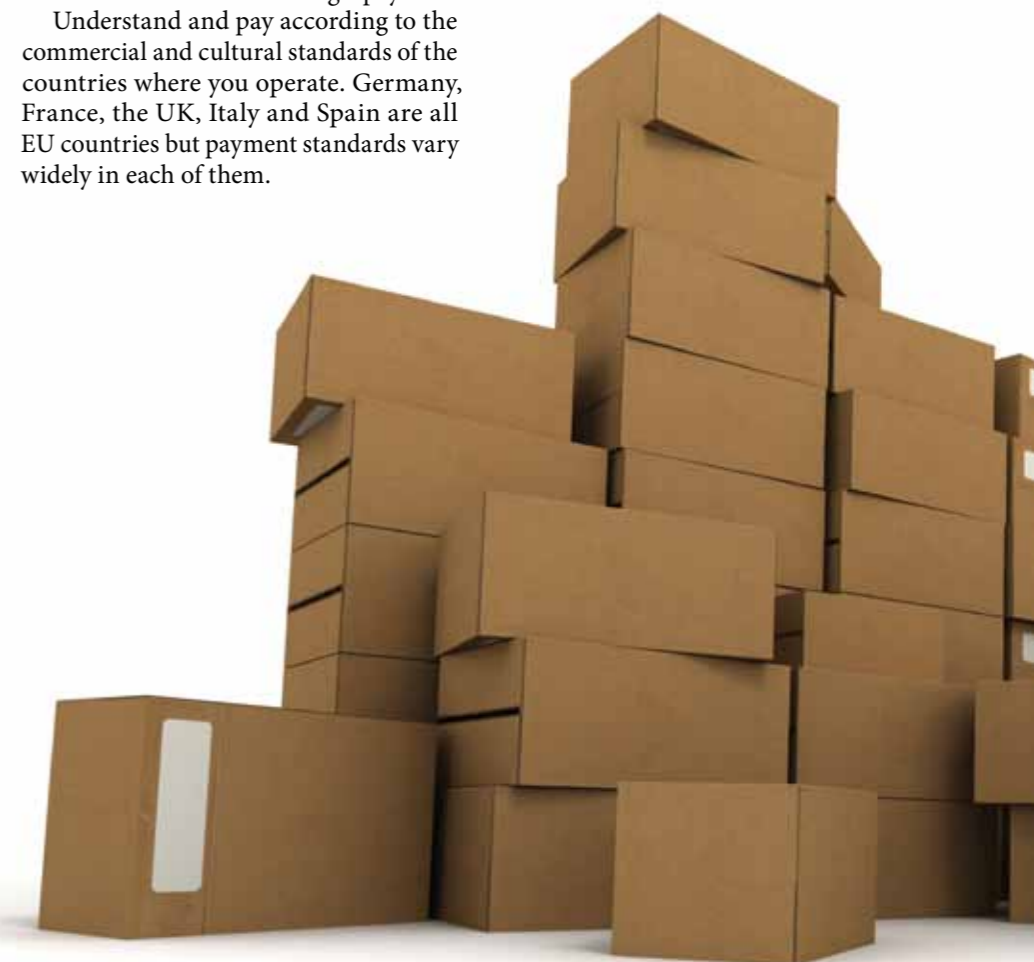 Understand and pay according to the
commercial and cultural standards of the
countries where you operate. Germany,
France, the UK, Italy and Spain are all
EU countries but payment standards vary
widely in each of them.